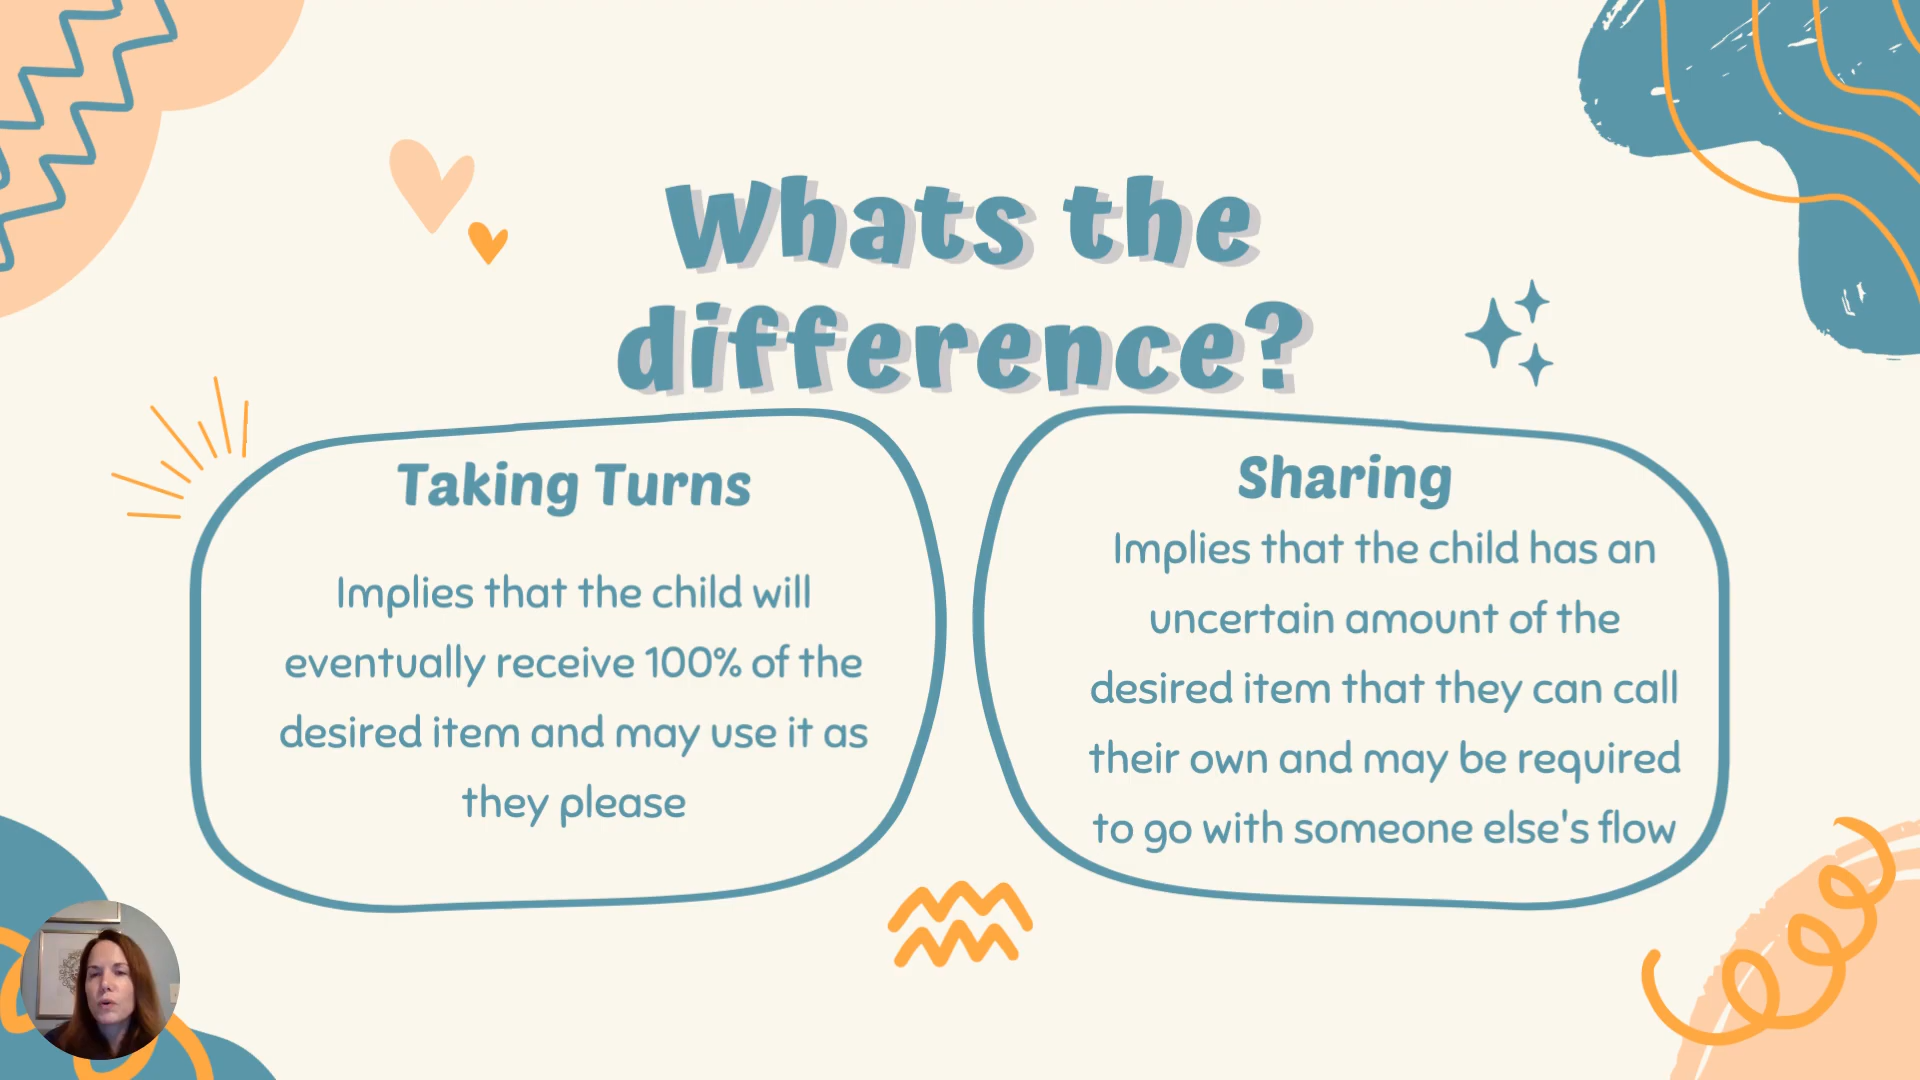 Whats the
difference?
Taking Turns
Implies that the child will
eventually receive 100% of the
desired item and may use it as
they please
Sharing
Implies that the child has an
uncertain amount of the
desired item that they can call
their own and may be required
to go with someone else's flow